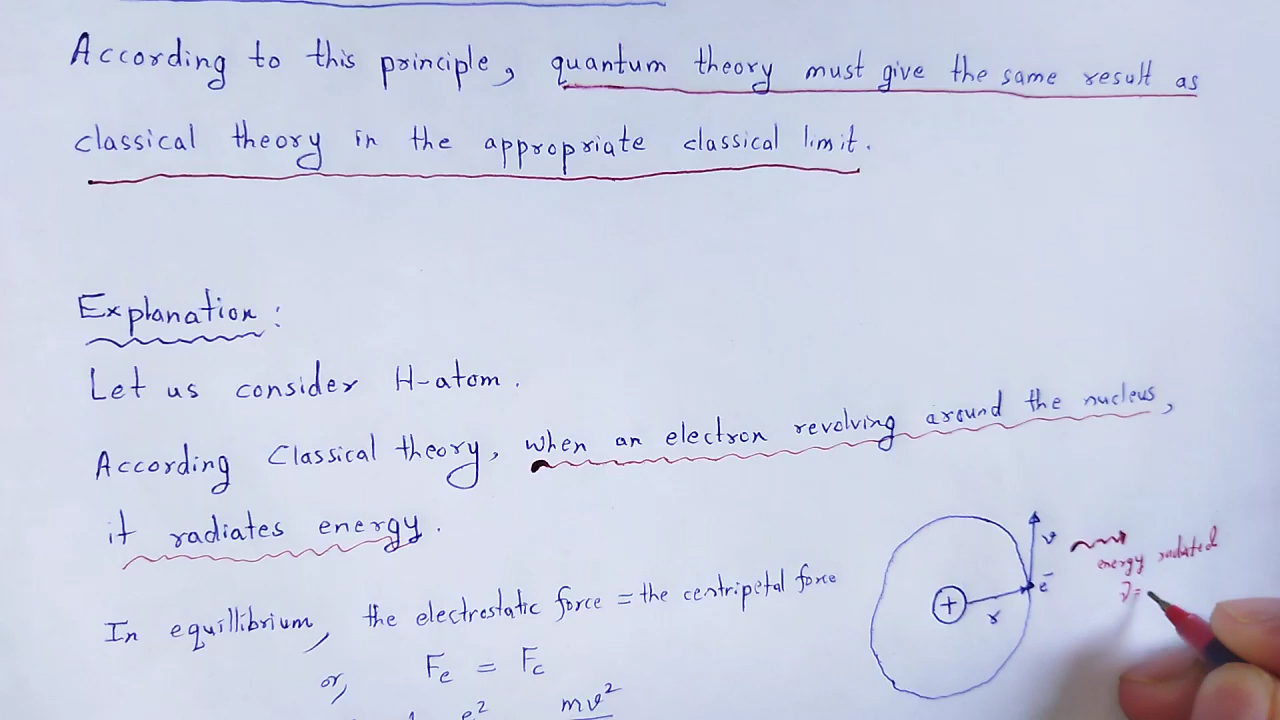 According to this principle, quantum theory must give the same result as
classical theory in the appropriate classical limit.
Explanation:
Let us consider H-atom.
According Classical theory, when an electron revolving around the nucleus,
it radiates energy.
In equillibrium, the electrostatic force = the centripetal force
or, Fe = Fc
e² mv²
+
r
v
e⁻
energy radiated
ν =